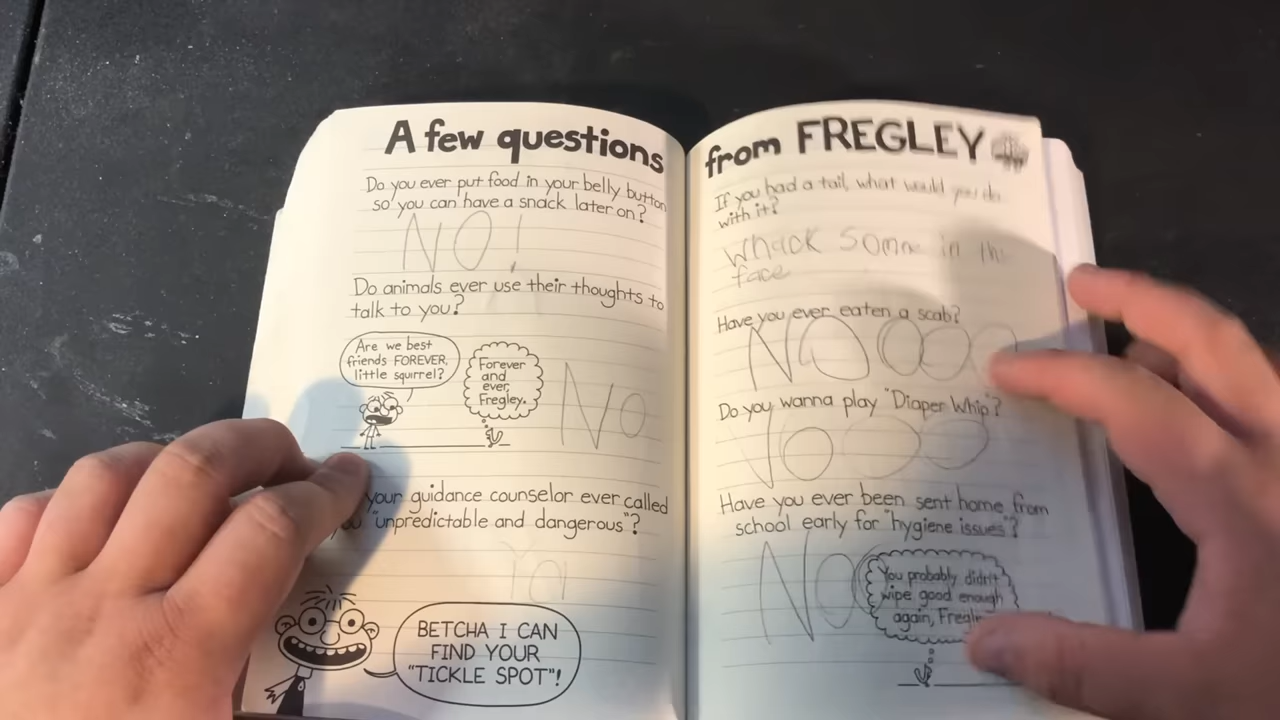 A few questions
Do you ever put food in your belly button
so you can have a snack later on?
NO!
Do animals ever use their thoughts to
talk to you?
Are we best
friends FOREVER,
little squirrel?
Forever
and
ever,
Fregley.
No
your guidance counselor ever called
"unpredictable and dangerous"?
BETCHA I CAN
FIND YOUR
"TICKLE SPOT"!
from FREGLEY
If you had a tail, what would you do
with it?
Whack in the
face
Have you ever eaten a scab?
NOOOOO
Do you wanna play "Diaper Whip"?
Have you ever been sent home from
school early for "hygiene issues"?
No
You probably didn't
wipe good enough
again,